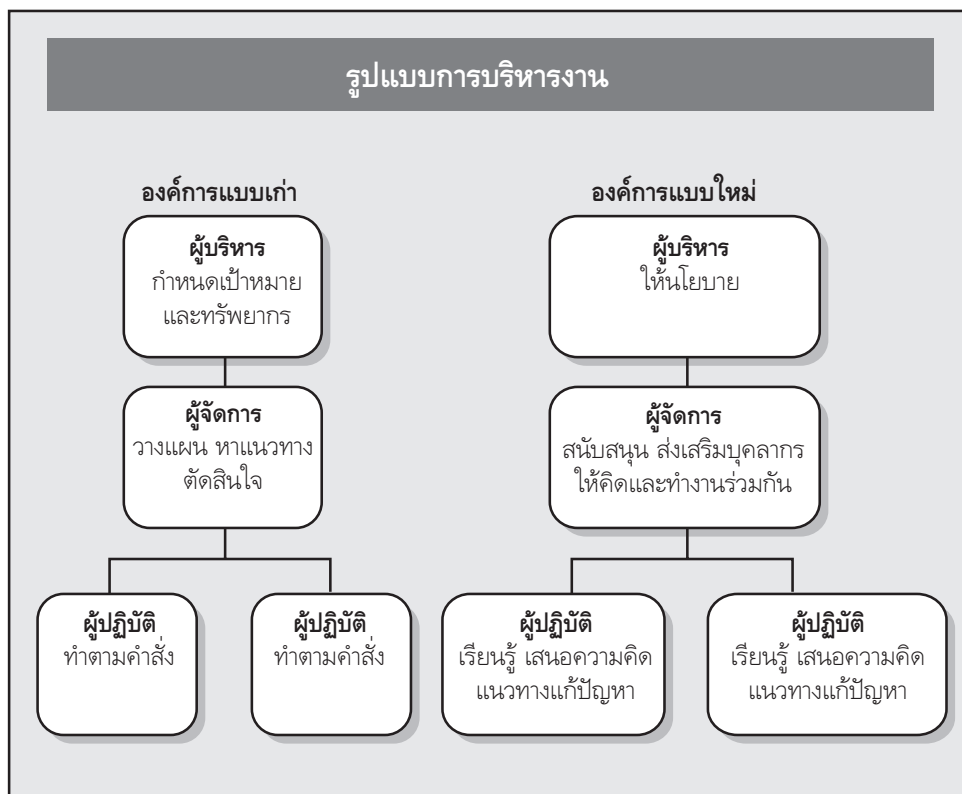 รูปแบบการบริหารงาน
องค์การแบบเก่า
ผู้บริหาร
กำหนดเป้าหมาย
และทรัพยากร
ผู้จัดการ
วางแผน หาแนวทาง
ตัดสินใจ
ผู้ปฏิบัติ
ทำตามคำสั่ง
ผู้ปฏิบัติ
ทำตามคำสั่ง
องค์การแบบใหม่
ผู้บริหาร
ให้นโยบาย
ผู้จัดการ
สนับสนุน ส่งเสริมบุคลากร
ให้คิดและทำงานร่วมกัน
ผู้ปฏิบัติ
เรียนรู้ เสนอความคิด
แนวทางแก้ปัญหา
ผู้ปฏิบัติ
เรียนรู้ เสนอความคิด
แนวทางแก้ปัญหา